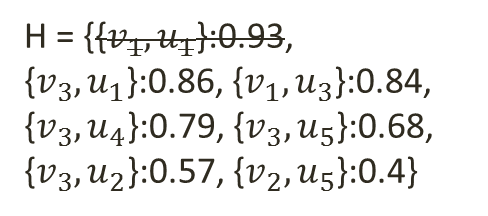 H = {{v₁, u₁}:0.93,
{v₃, u₁}:0.86, {v₁, u₃}:0.84,
{v₃, u₄}:0.79, {v₃, u₅}:0.68,
{v₃, u₂}:0.57, {v₂, u₅}:0.4}